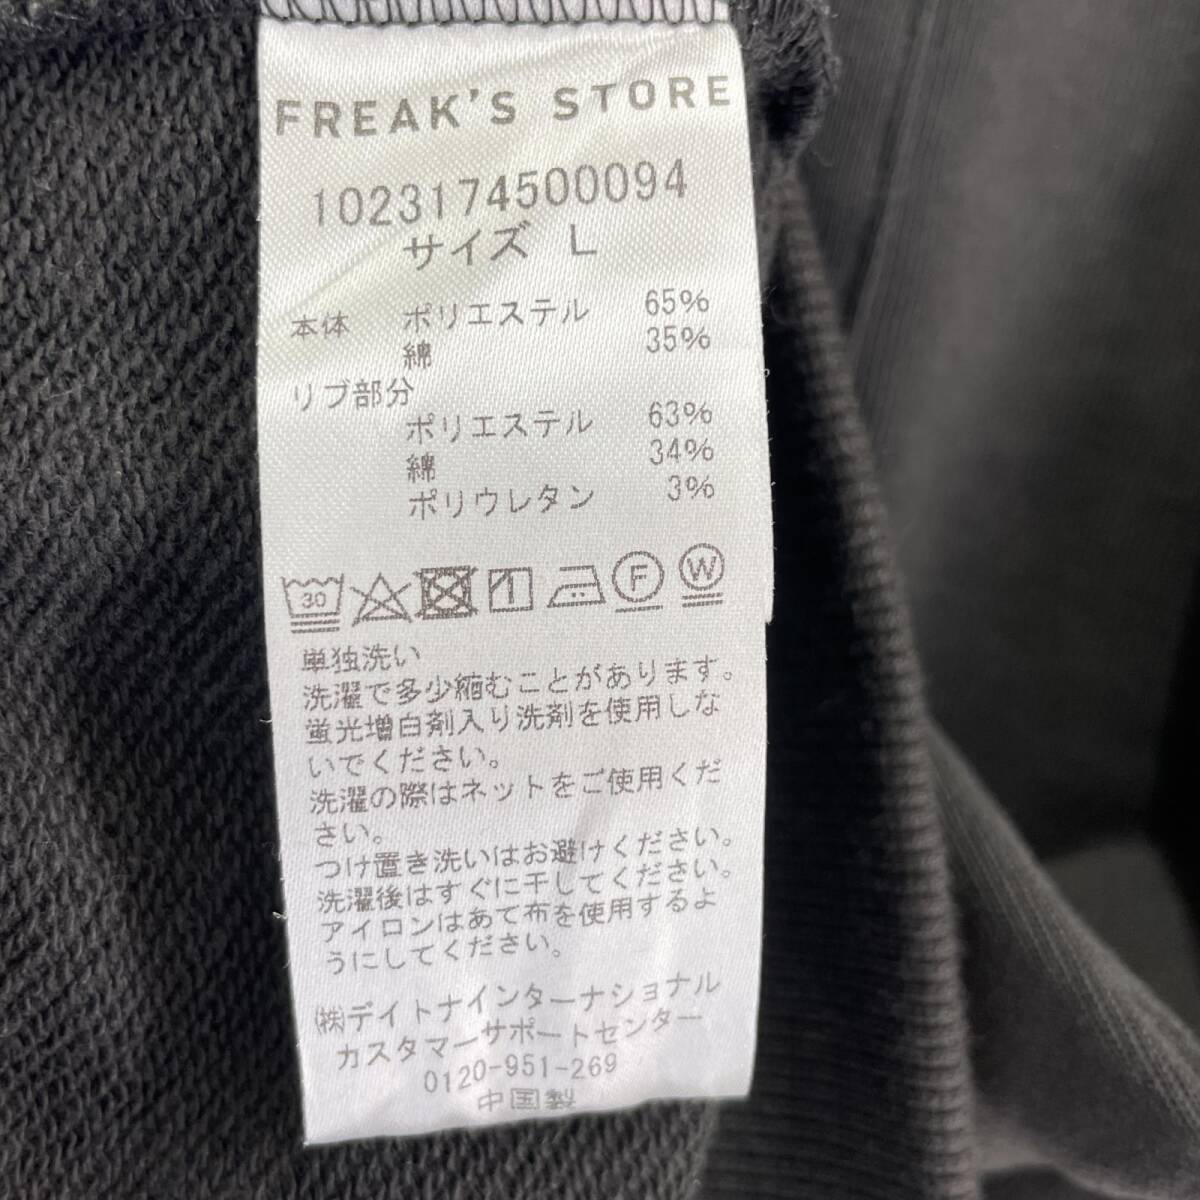 FREAK'S STORE
1023174500094
サイズ L
本体 ポリエステル 65%
綿 35%
リブ部分
ポリエステル 63%
綿 34%
ポリウレタン 3%
30 F W
単独洗い
洗濯で多少縮むことがあります。
蛍光増白剤入り洗剤を使用しな
いでください。
洗濯の際はネットをご使用くだ
さい。
つけ置き洗いはお避けください。
洗濯後はすぐに干してください。
アイロンはあて布を使用するよ
うにしてください。
㈱デイトナインターナショナル
カスタマーサポートセンター
0120-951-269
中国製